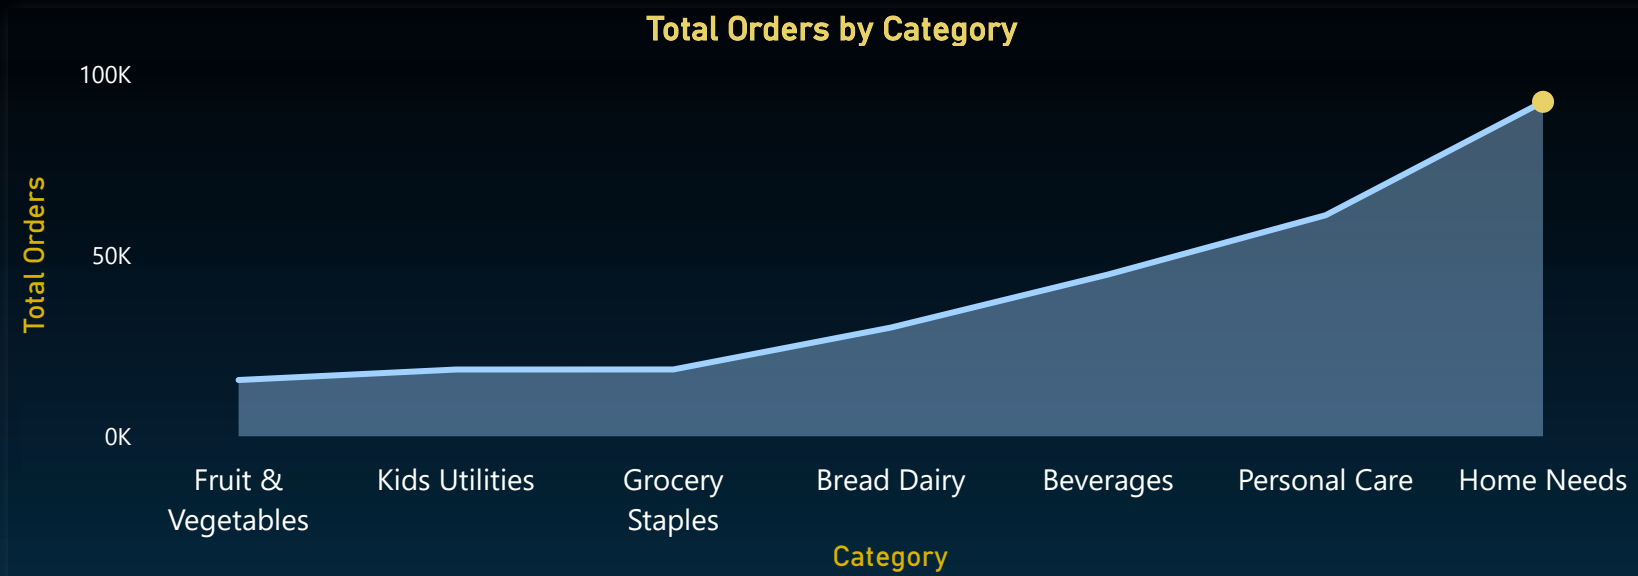 Total Orders by Category
100K
50K
0K
Total Orders
Fruit &
Vegetables
Kids Utilities
Grocery
Staples
Bread Dairy
Beverages
Personal Care
Home Needs
Category